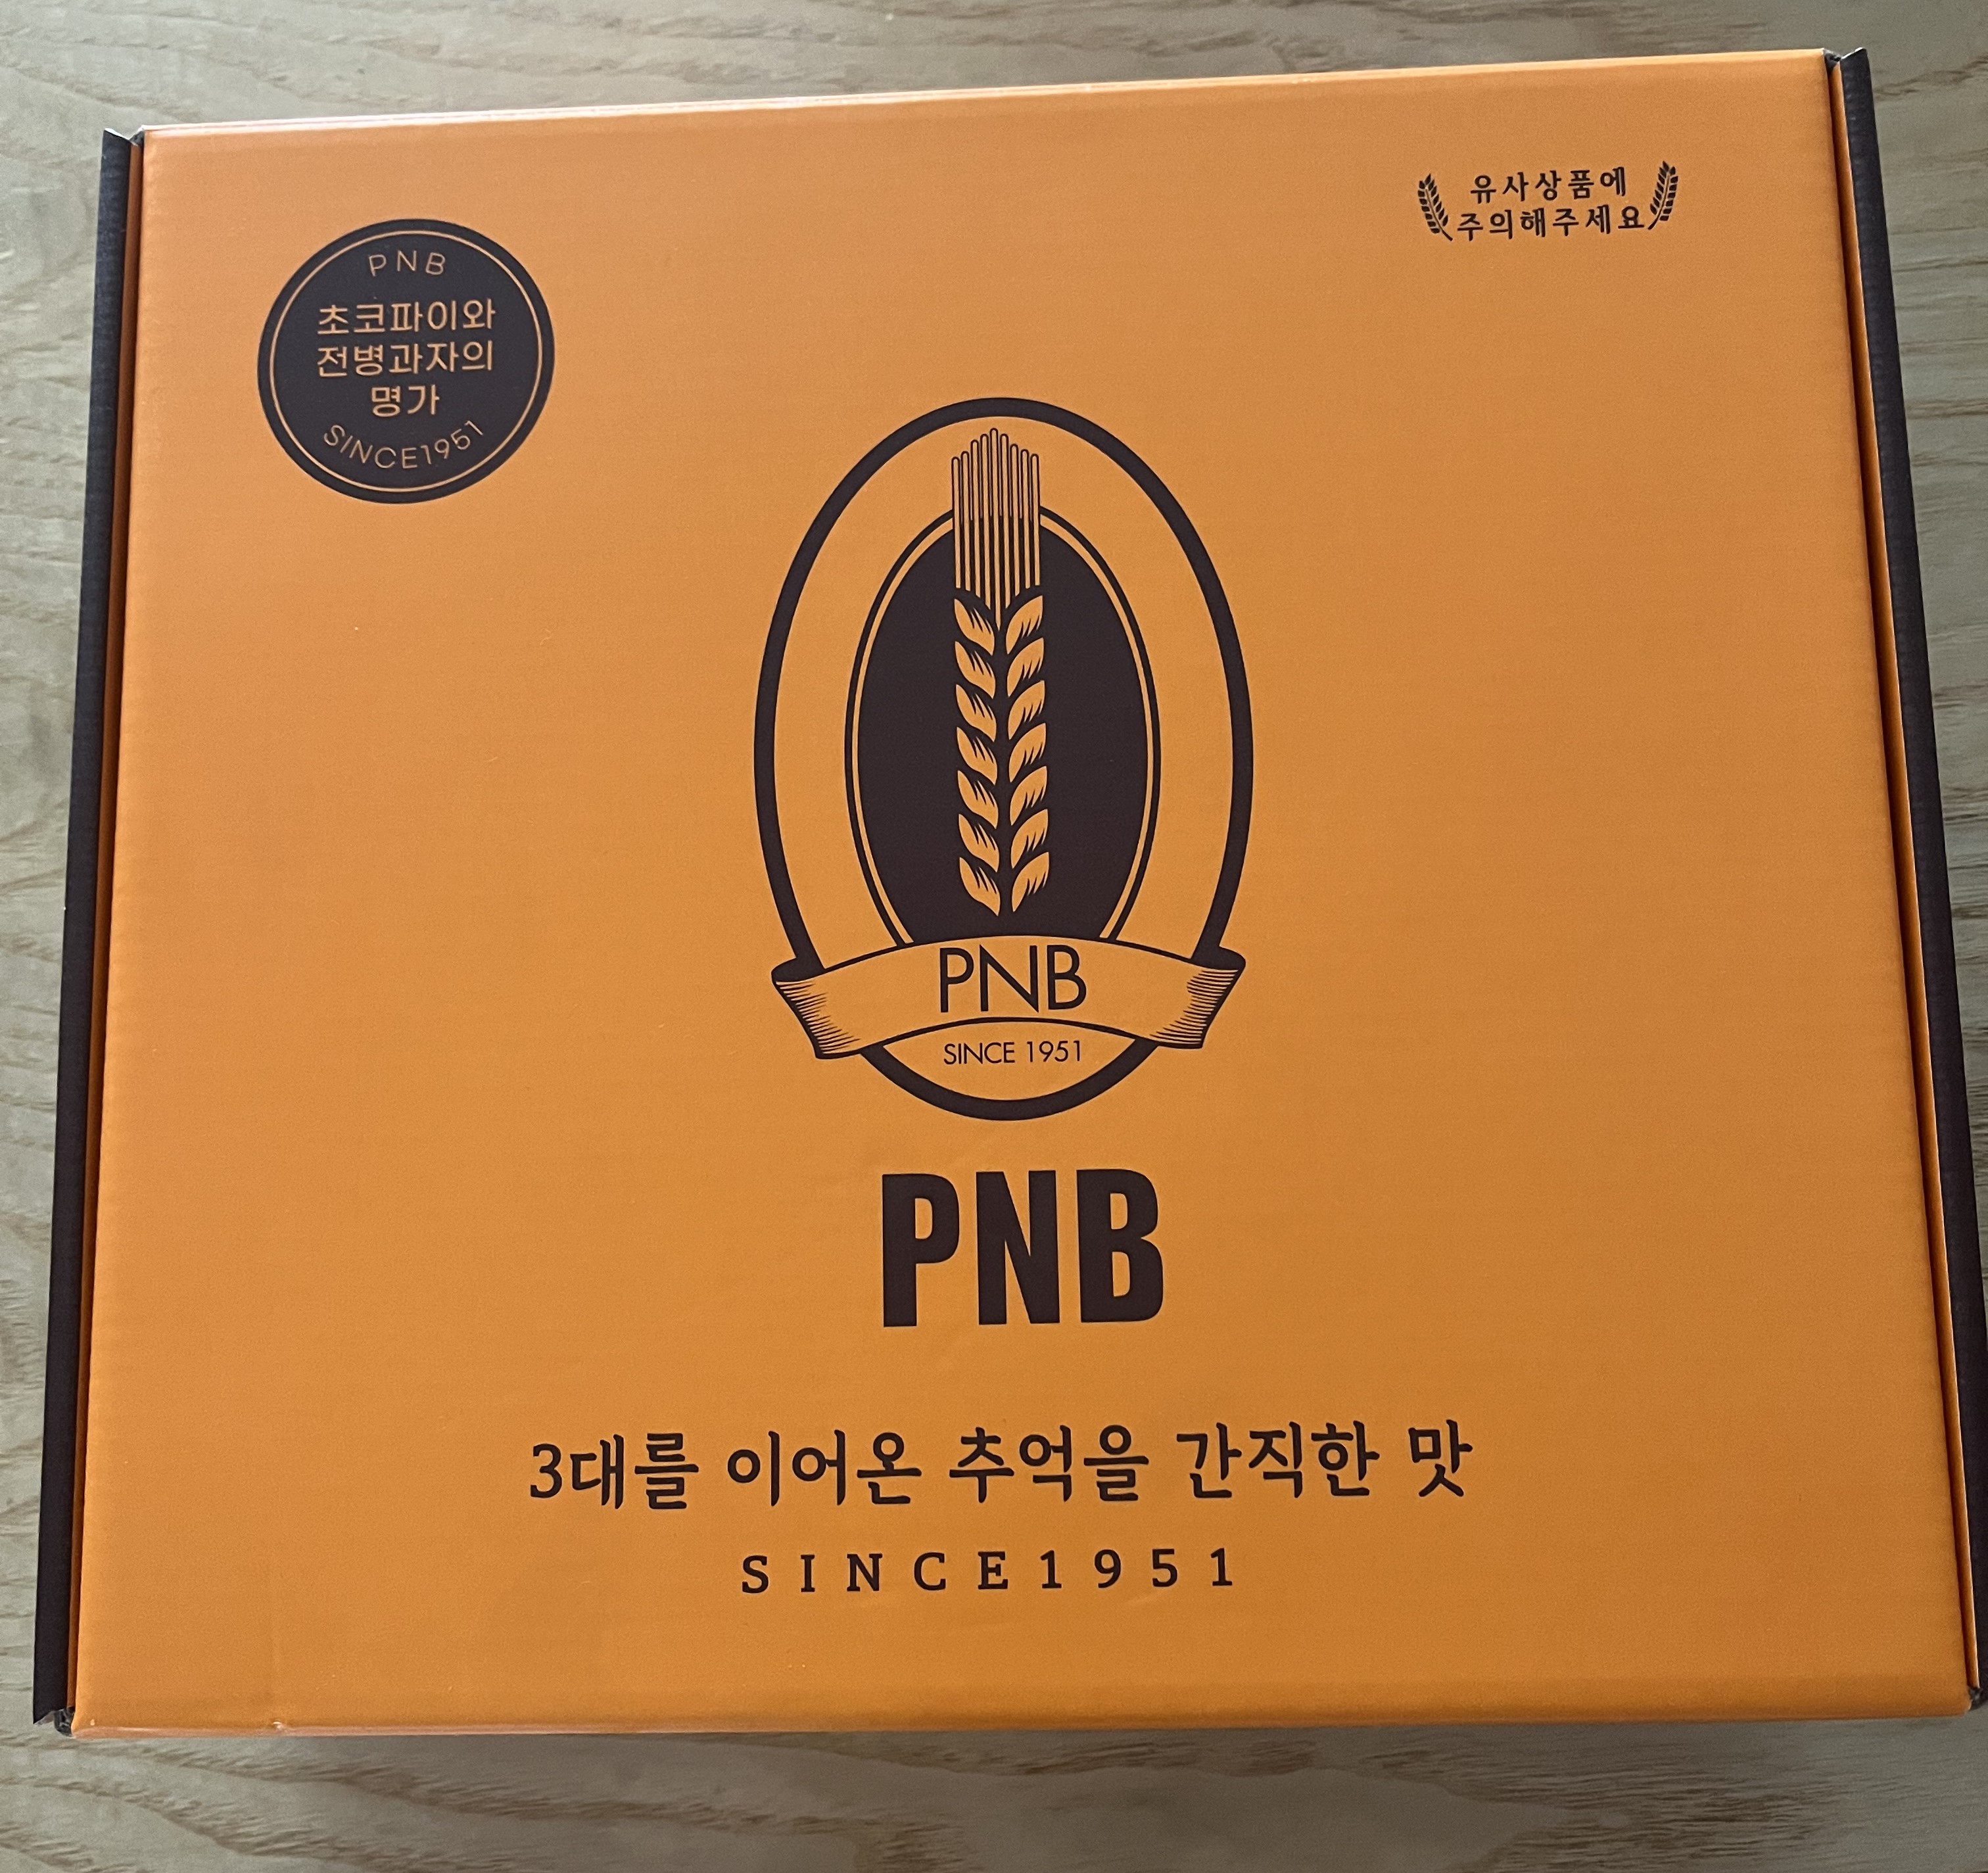 유사상품에
주의해주세요
PNB
초코파이와
전병과자의
명가
SINCE1951
PNB
SINCE 1951
PNB
3대를 이어온 추억을 간직한 맛
SINCE1951